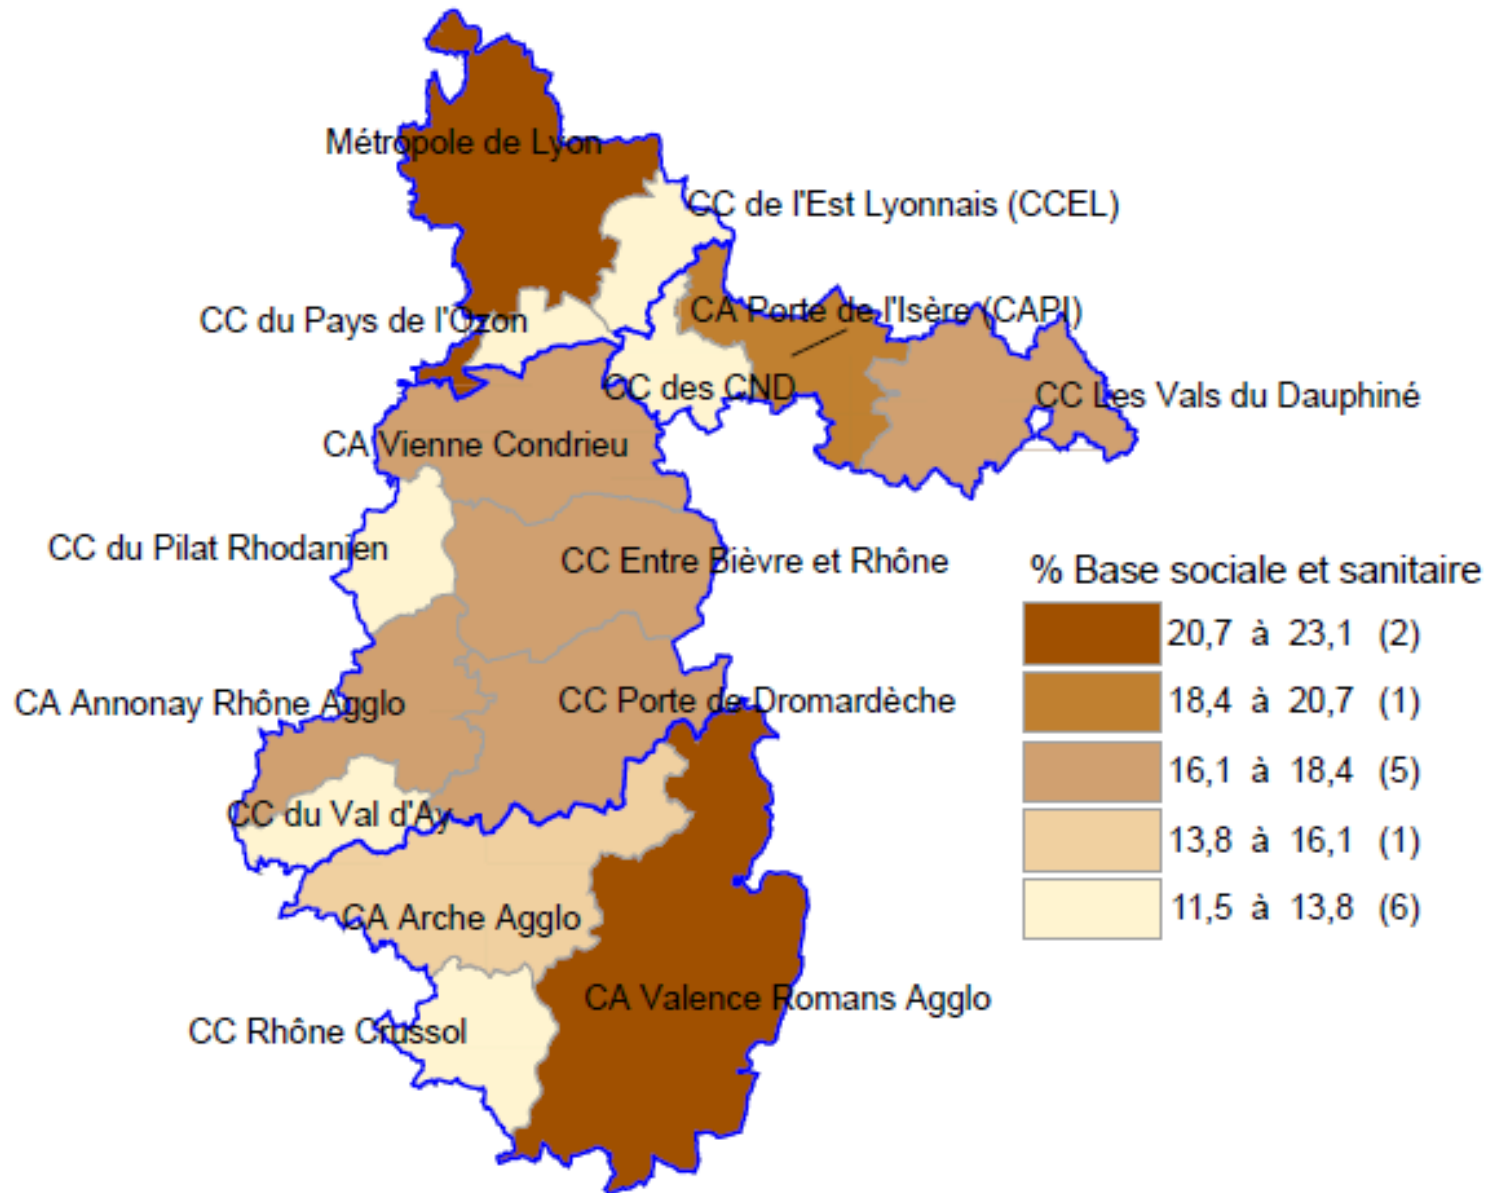 Métropole de Lyon
CC de l'Est Lyonnais (CCEL)
CC du Pays de l'Ozon
CA Porte de l'Isère (CAPI)
CC des CND
CC Les Vals du Dauphiné
CA Vienne Condrieu
CC du Pilat Rhodanien
CC Entre Bièvre et Rhône
% Base sociale et sanitaire
20,7 à 23,1 (2)
18,4 à 20,7 (1)
16,1 à 18,4 (5)
13,8 à 16,1 (1)
11,5 à 13,8 (6)
CA Annonay Rhône Agglo
CC Porte de Dromardèche
CC du Val d'Ay
CA Arche Agglo
CA Valence Romans Agglo
CC Rhône Crussol